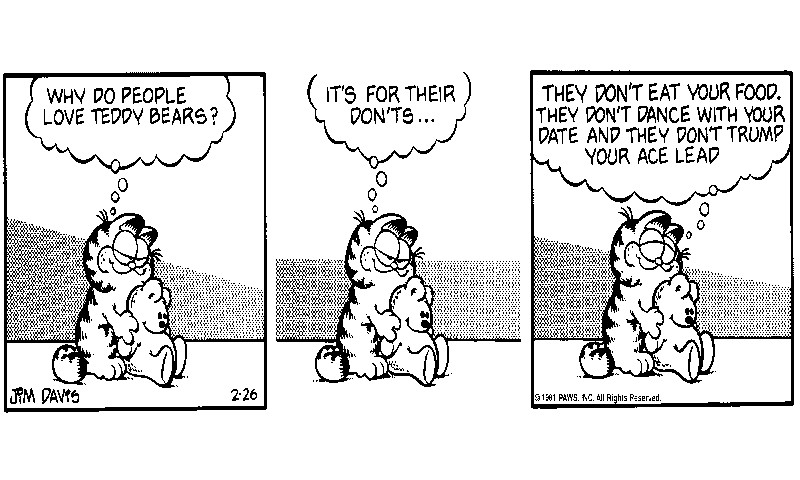 WHY DO PEOPLE
LOVE TEDDY BEARS?
JIM DAVIS
2-26
IT'S FOR THEIR
DON'TS...
THEY DON'T EAT YOUR FOOD.
THEY DON'T DANCE WITH YOUR
DATE AND THEY DON'T TRUMP
YOUR ACE LEAD
© 1981 PAWS, INC. All Rights Reserved.